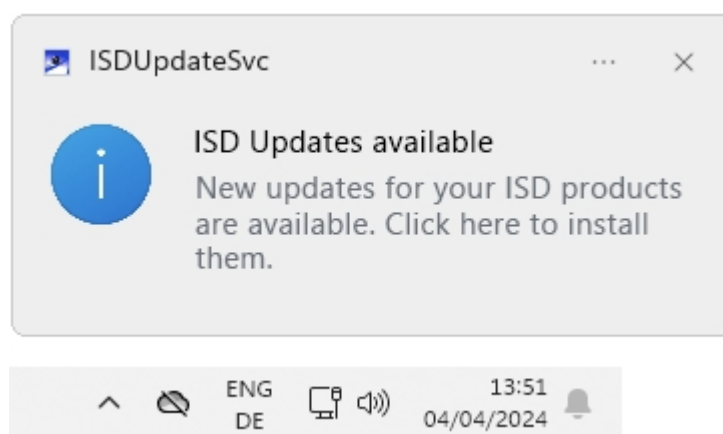 ISDUpdateSvc
ISD Updates available
New updates for your ISD products
are available. Click here to install
them.
ENG
DE
13:51
04/04/2024